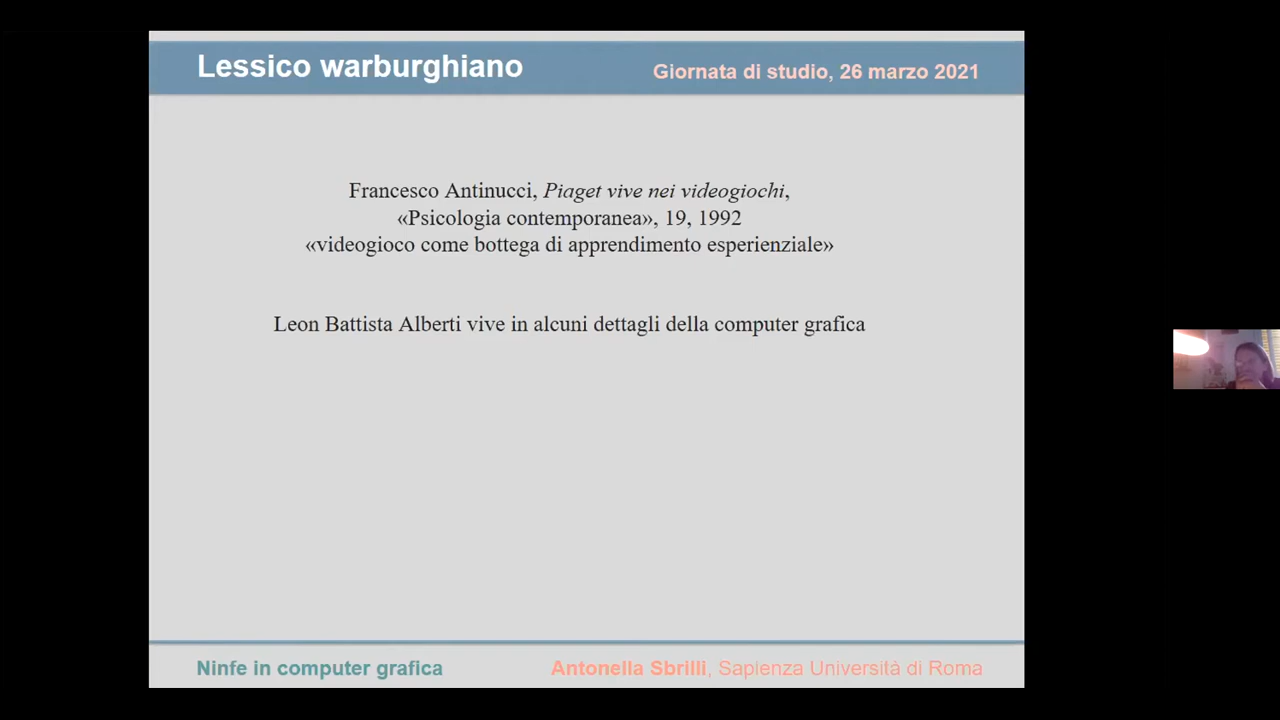 Lessico warburghiano
Giornata di studio, 26 marzo 2021
Francesco Antinucci, Piaget vive nei videogiochi,
«Psicologia contemporanea», 19, 1992
«videogioco come bottega di apprendimento esperienziale»
Leon Battista Alberti vive in alcuni dettagli della computer grafica
Ninfe in computer grafica
Antonella Sbrilli, Sapienza Università di Roma